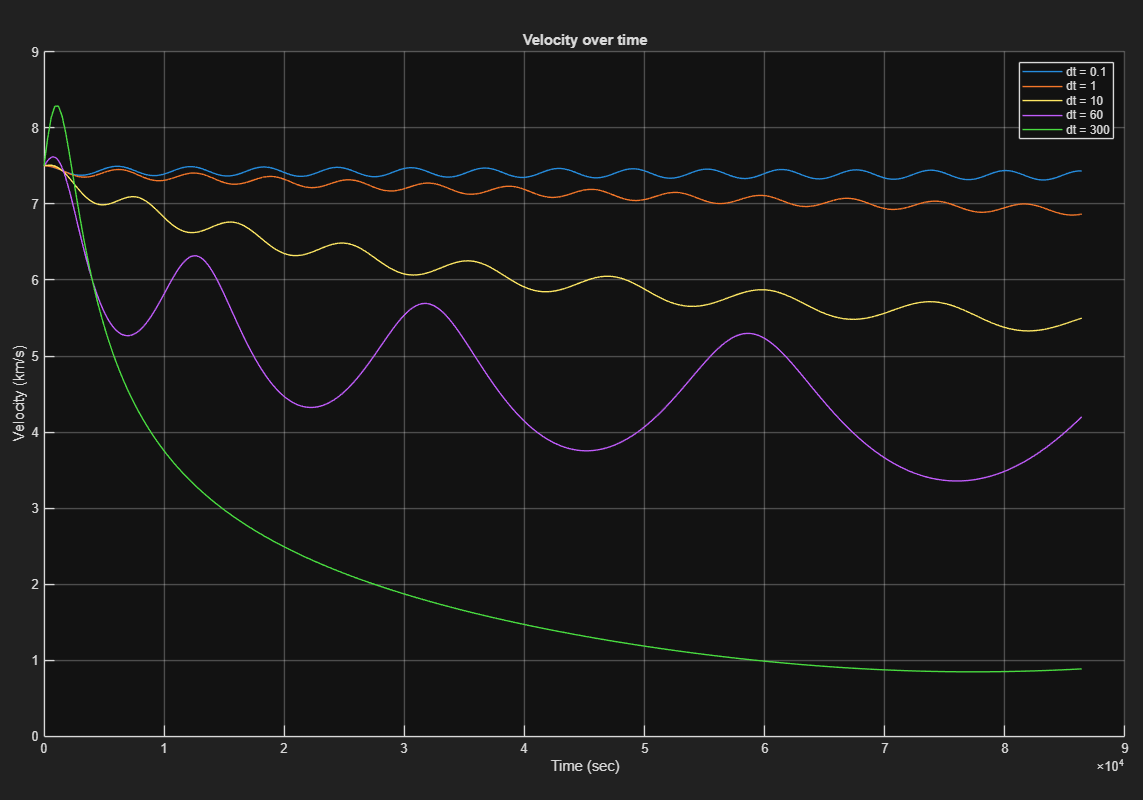 Velocity over time
9
8
7
6
5
4
3
2
1
0
Velocity (km/s)
dt = 0.1
dt = 1
dt = 10
dt = 60
dt = 300
0 1 2 3 4 5 6 7 8 9
Time (sec)
×10⁴